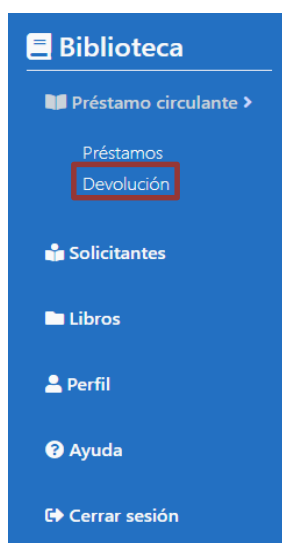 Biblioteca
Préstamo circulante >
Préstamos
Devolución
Solicitantes
Libros
Perfil
Ayuda
Cerrar sesión